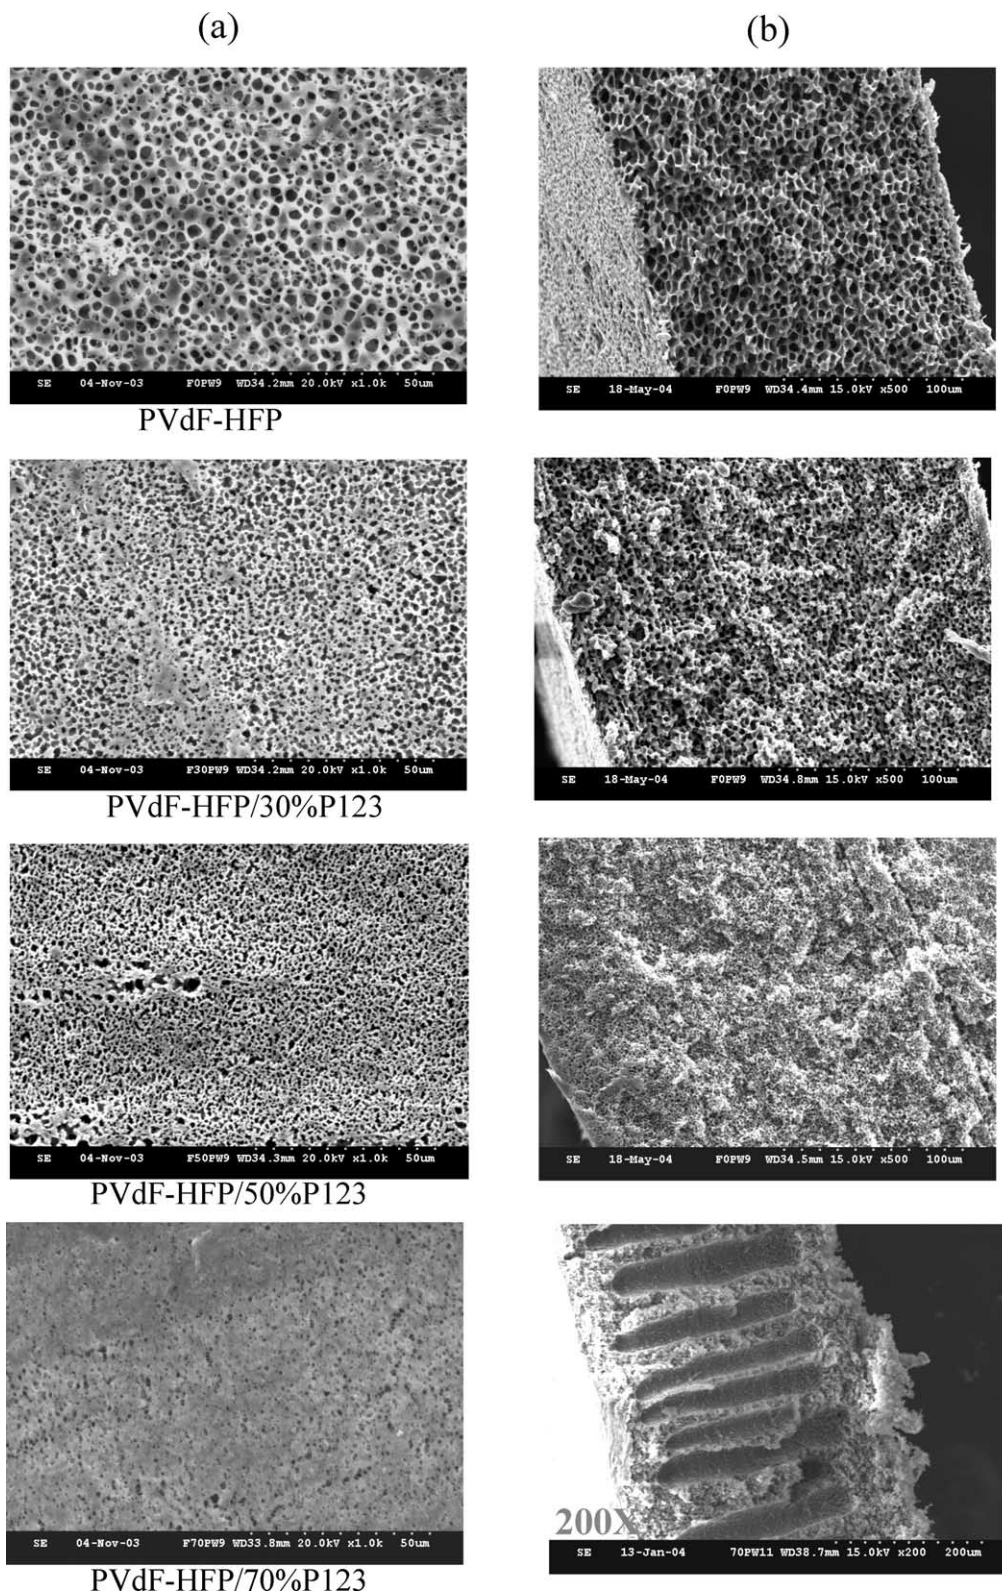 (a)
(b)
SE 04-Nov-03 F0PW9 WD34.2mm 20.0kV x1.0k 50um
SE 18-May-04 F0PW9 WD34.4mm 15.0kV x500 100um
PVdF-HFP
SE 04-Nov-03 F30PW9 WD34.2mm 20.0kV x1.0k 50um
SE 18-May-04 F0PW9 WD34.8mm 15.0kV x500 100um
PVdF-HFP/30%P123
SE 04-Nov-03 F50PW9 WD34.3mm 20.0kV x1.0k 50um
SE 18-May-04 F0PW9 WD34.5mm 15.0kV x500 100um
PVdF-HFP/50%P123
200X
SE 04-Nov-03 F70PW9 WD33.8mm 20.0kV x1.0k 50um
SE 13-Jan-04 70PW11 WD38.7mm 15.0kV x200 200um
PVdF-HFP/70%P123